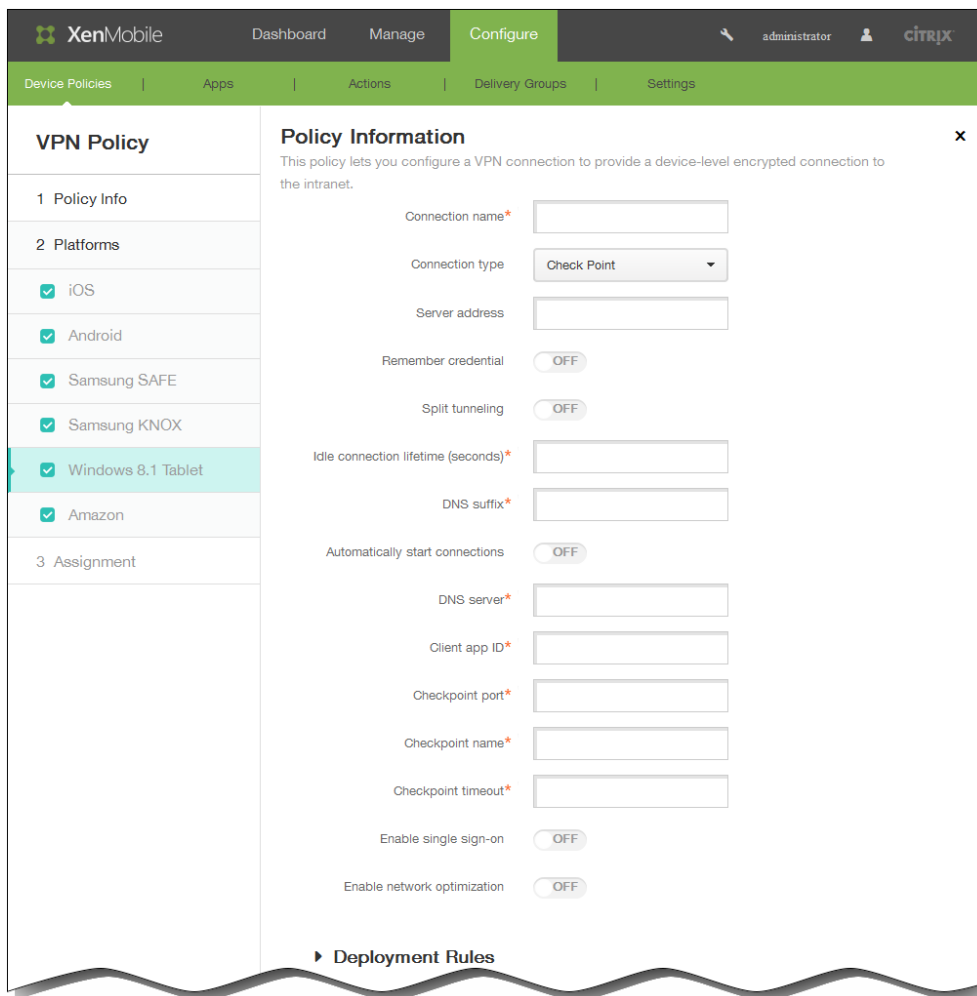 XenMobile Dashboard Manage Configure administrator CİTRIX
Device Policies | Apps | Actions | Delivery Groups | Settings
VPN Policy
1 Policy Info
2 Platforms
iOS
Android
Samsung SAFE
Samsung KNOX
Windows 8.1 Tablet
Amazon
3 Assignment
Policy Information x
This policy lets you configure a VPN connection to provide a device-level encrypted connection to
the intranet.
Connection name*
Connection type Check Point
Server address
Remember credential OFF
Split tunneling OFF
Idle connection lifetime (seconds)*
DNS suffix*
Automatically start connections OFF
DNS server*
Client app ID*
Checkpoint port*
Checkpoint name*
Checkpoint timeout*
Enable single sign-on OFF
Enable network optimization OFF
Deployment Rules